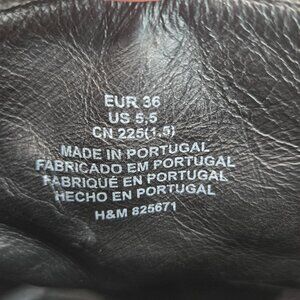 EUR 36
US 5,5
CN 225(1,5)
MADE IN PORTUGAL
FABRICADO EM PORTUGAL
FABRIQUÉ EN PORTUGAL
HECHO EN PORTUGAL
H&M 825671